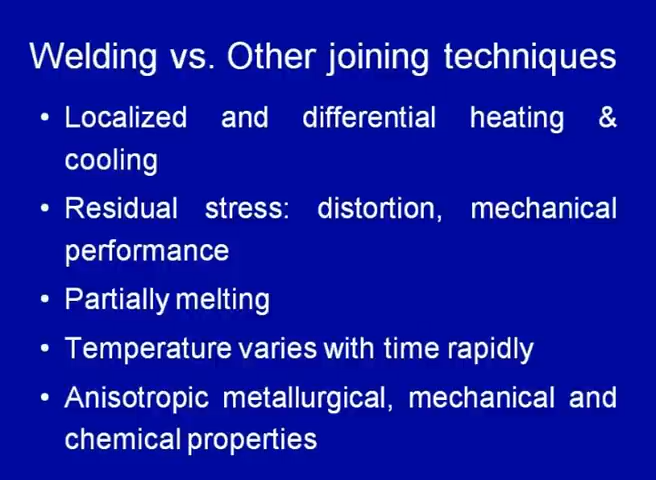 Welding vs. Other joining techniques
• Localized and differential heating &
cooling
• Residual stress: distortion, mechanical
performance
• Partially melting
• Temperature varies with time rapidly
• Anisotropic metallurgical, mechanical and
chemical properties